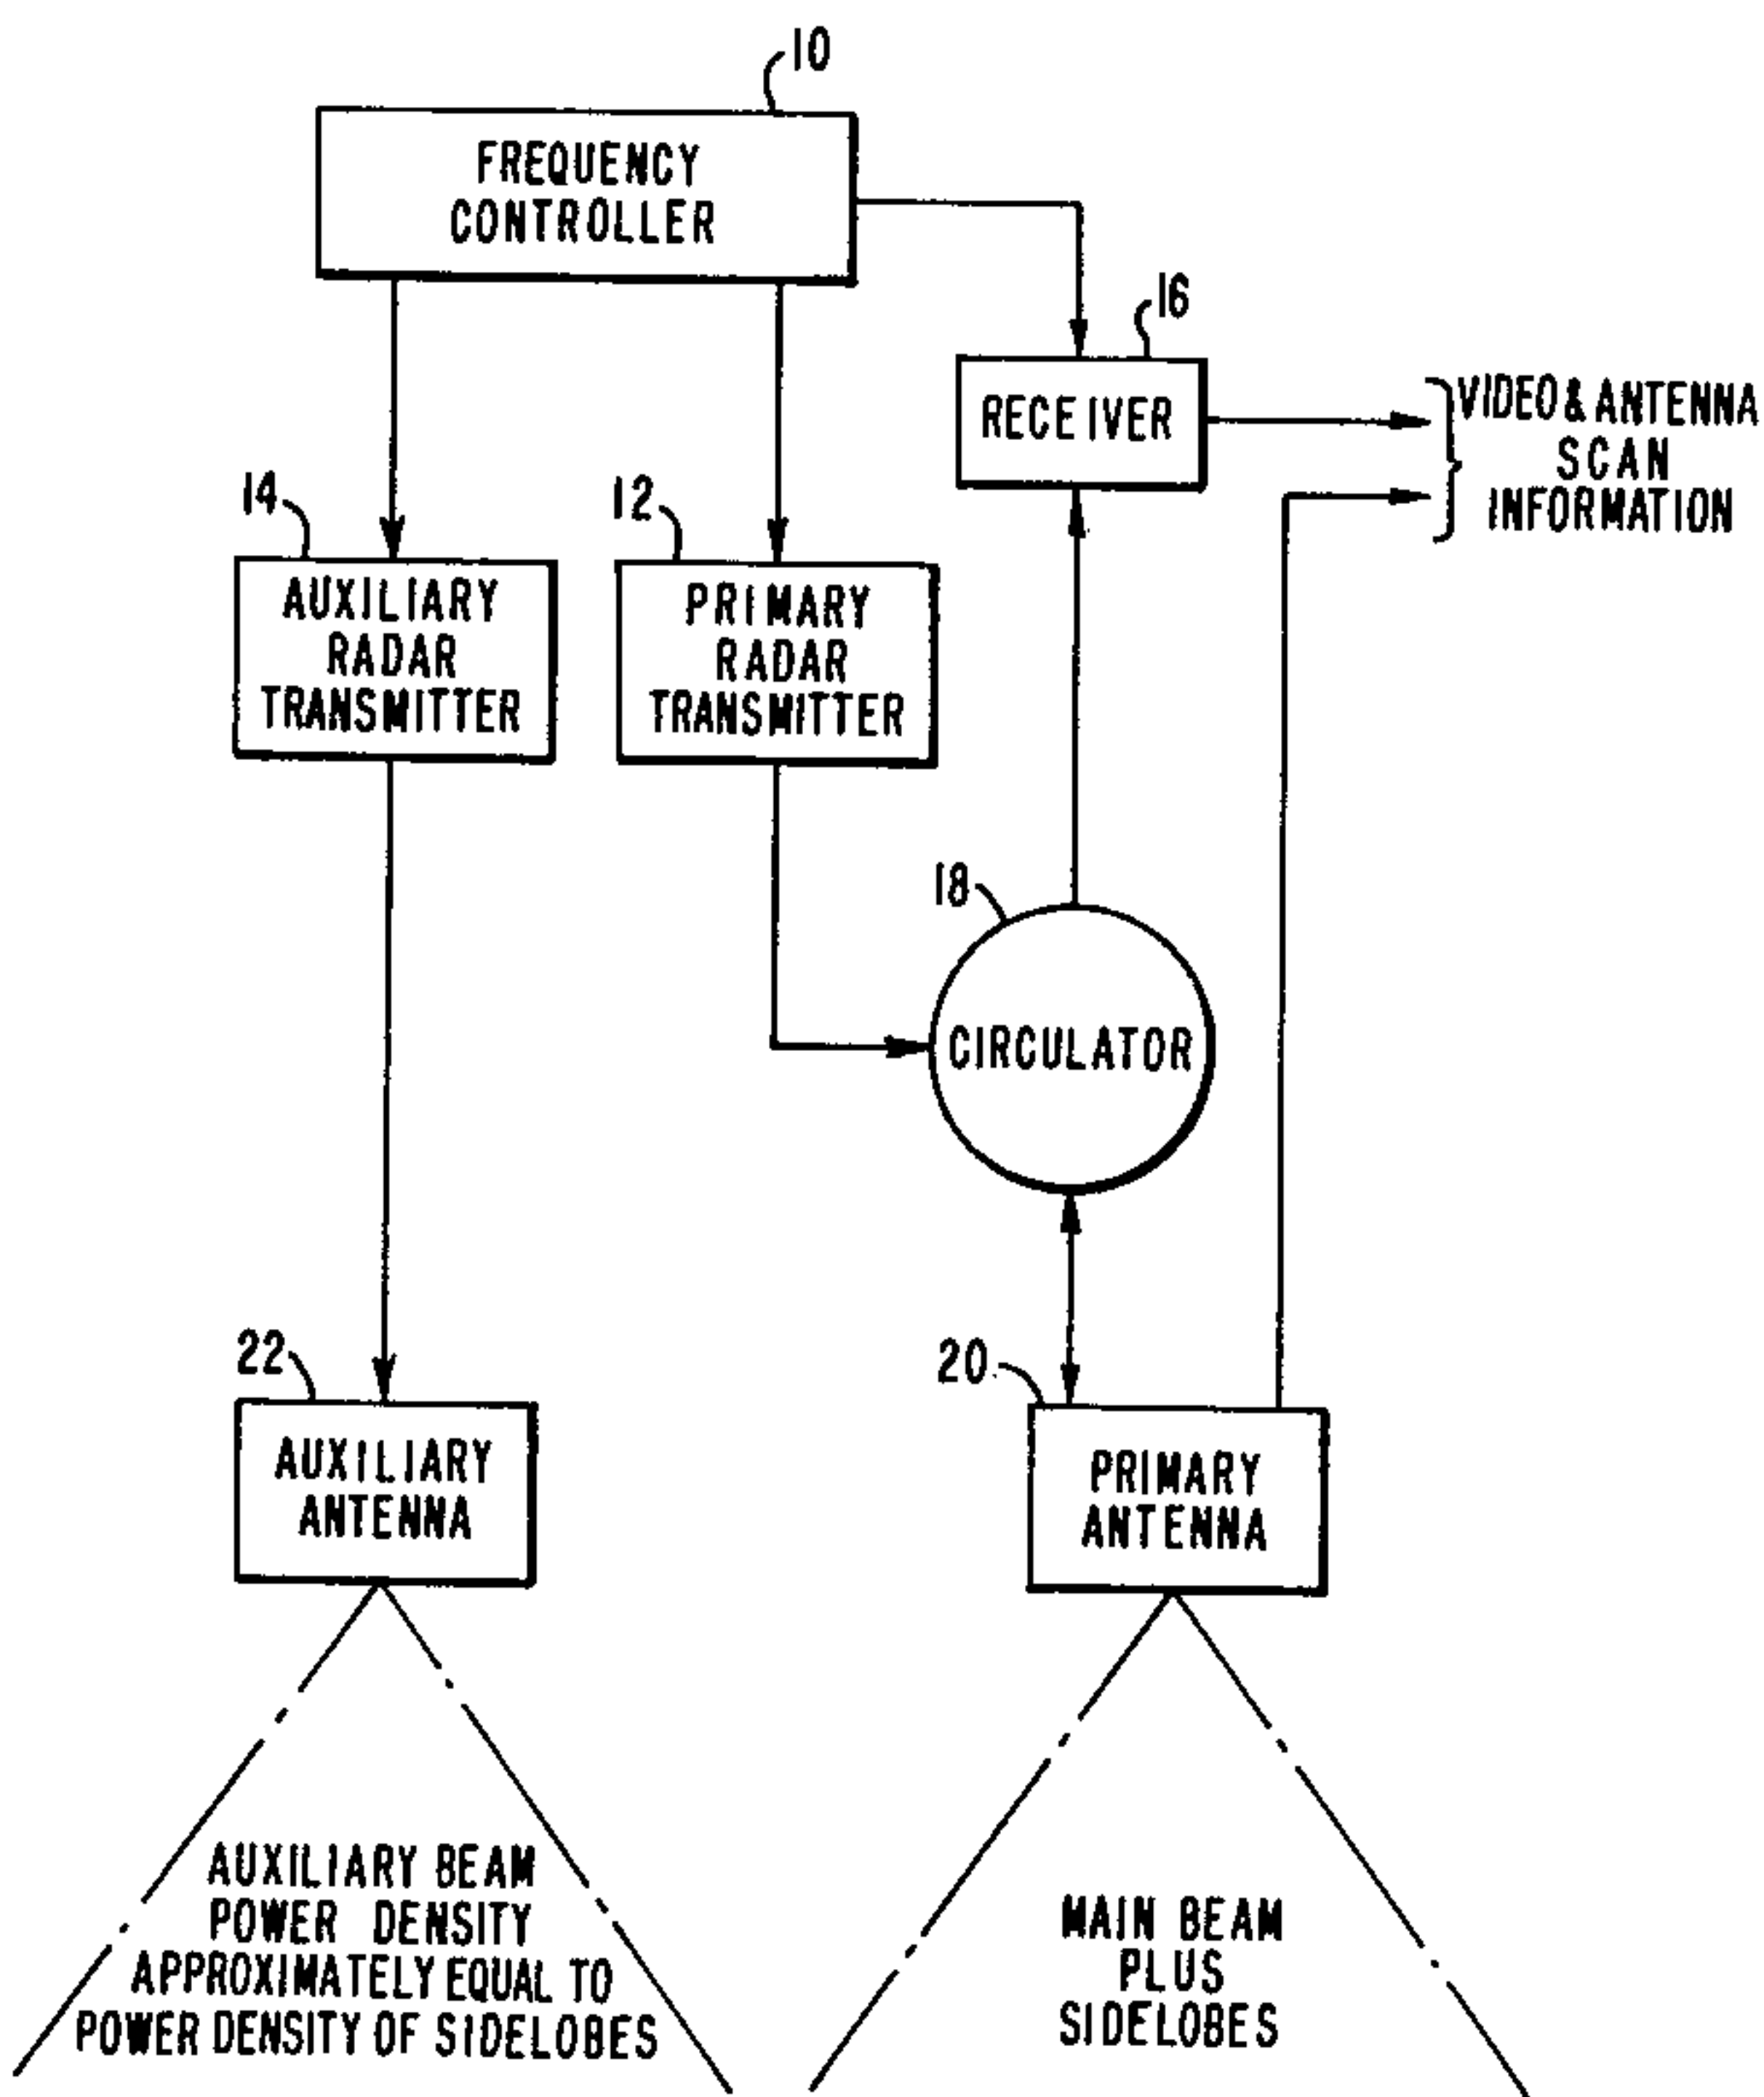 10
FREQUENCY
CONTROLLER
16
RECEIVER
VIDEO & ANTENNA
SCAN
INFORMATION
14
AUXILIARY
RADAR
TRANSMITTER
12
PRIMARY
RADAR
TRANSMITTER
18
CIRCULATOR
22
AUXILIARY
ANTENNA
20
PRIMARY
ANTENNA
AUXILIARY BEAM
POWER DENSITY
APPROXIMATELY EQUAL TO
POWER DENSITY OF SIDELOBES
MAIN BEAM
PLUS
SIDELOBES